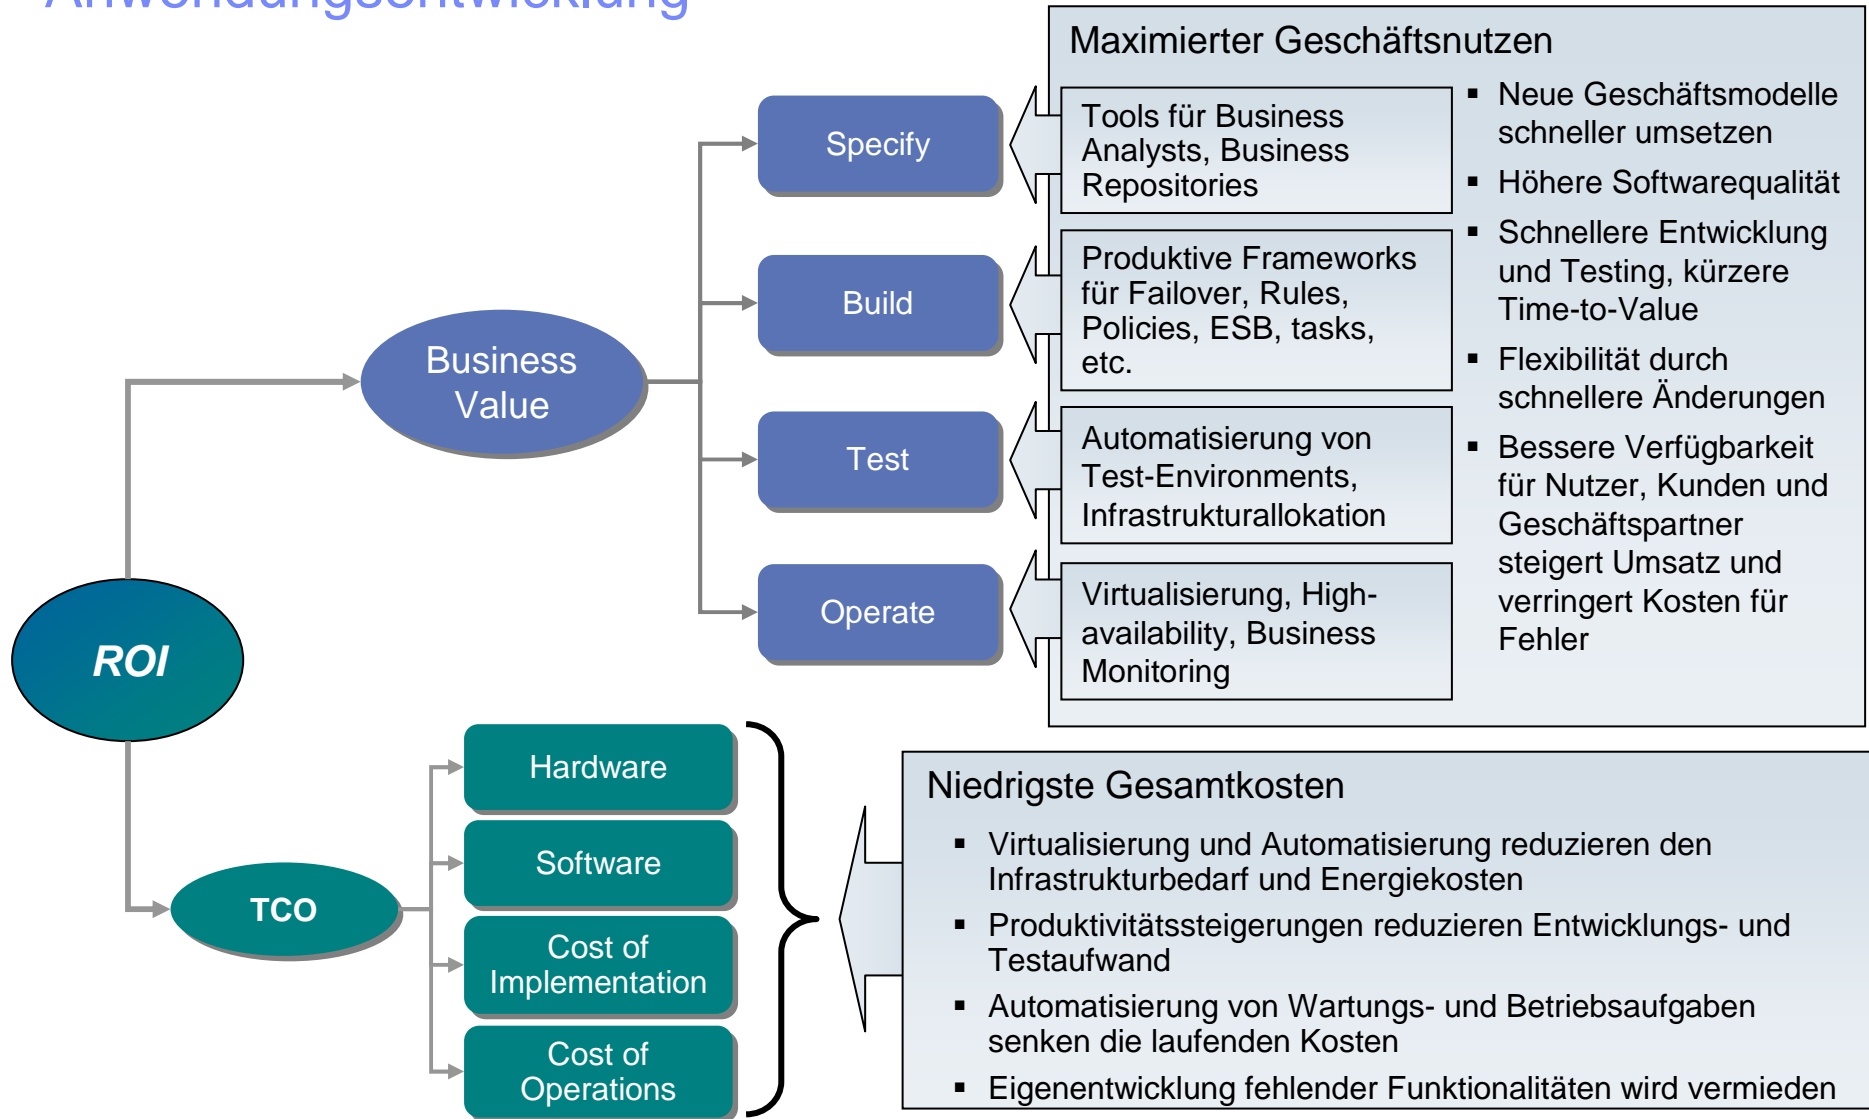 Anwendungsentwicklung
Maximierter Geschäftsnutzen
Specify
Tools für Business
Analysts, Business
Repositories
Build
Produktive Frameworks
für Failover, Rules,
Policies, ESB, tasks,
etc.
Test
Automatisierung von
Test-Environments,
Infrastrukturallokation
Operate
Virtualisierung, High-
availability, Business
Monitoring
▪ Neue Geschäftsmodelle
schneller umsetzen
▪ Höhere Softwarequalität
▪ Schnellere Entwicklung
und Testing, kürzere
Time-to-Value
▪ Flexibilität durch
schnellere Änderungen
▪ Bessere Verfügbarkeit
für Nutzer, Kunden und
Geschäftspartner
steigert Umsatz und
verringert Kosten für
Fehler
Business
Value
ROI
TCO
Hardware
Software
Cost of
Implementation
Cost of
Operations
Niedrigste Gesamtkosten
▪ Virtualisierung und Automatisierung reduzieren den
Infrastrukturbedarf und Energiekosten
▪ Produktivitätssteigerungen reduzieren Entwicklungs- und
Testaufwand
▪ Automatisierung von Wartungs- und Betriebsaufgaben
senken die laufenden Kosten
▪ Eigenentwicklung fehlender Funktionalitäten wird vermieden